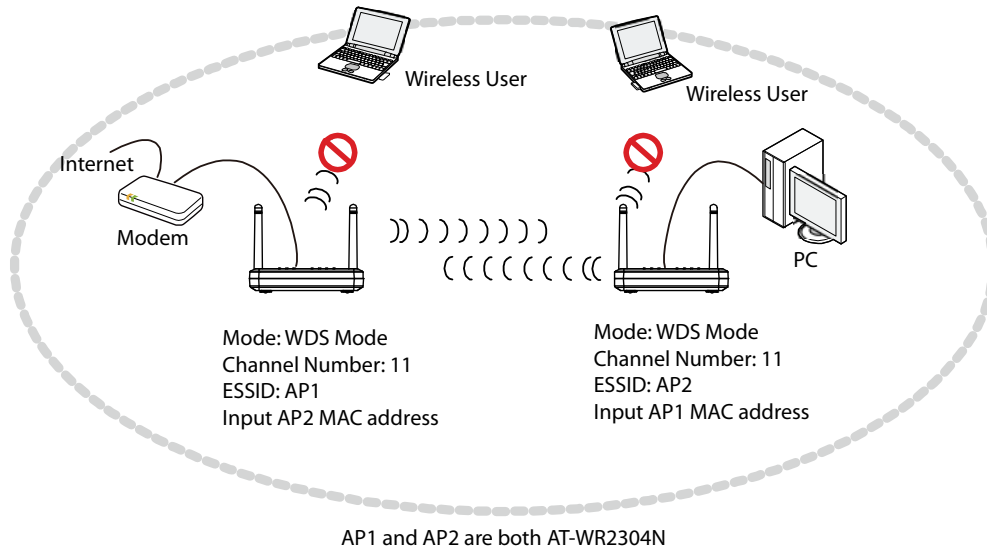 Wireless User
Wireless User
Internet
Modem
PC
Mode: WDS Mode
Channel Number: 11
ESSID: AP1
Input AP2 MAC address
Mode: WDS Mode
Channel Number: 11
ESSID: AP2
Input AP1 MAC address
AP1 and AP2 are both AT-WR2304N